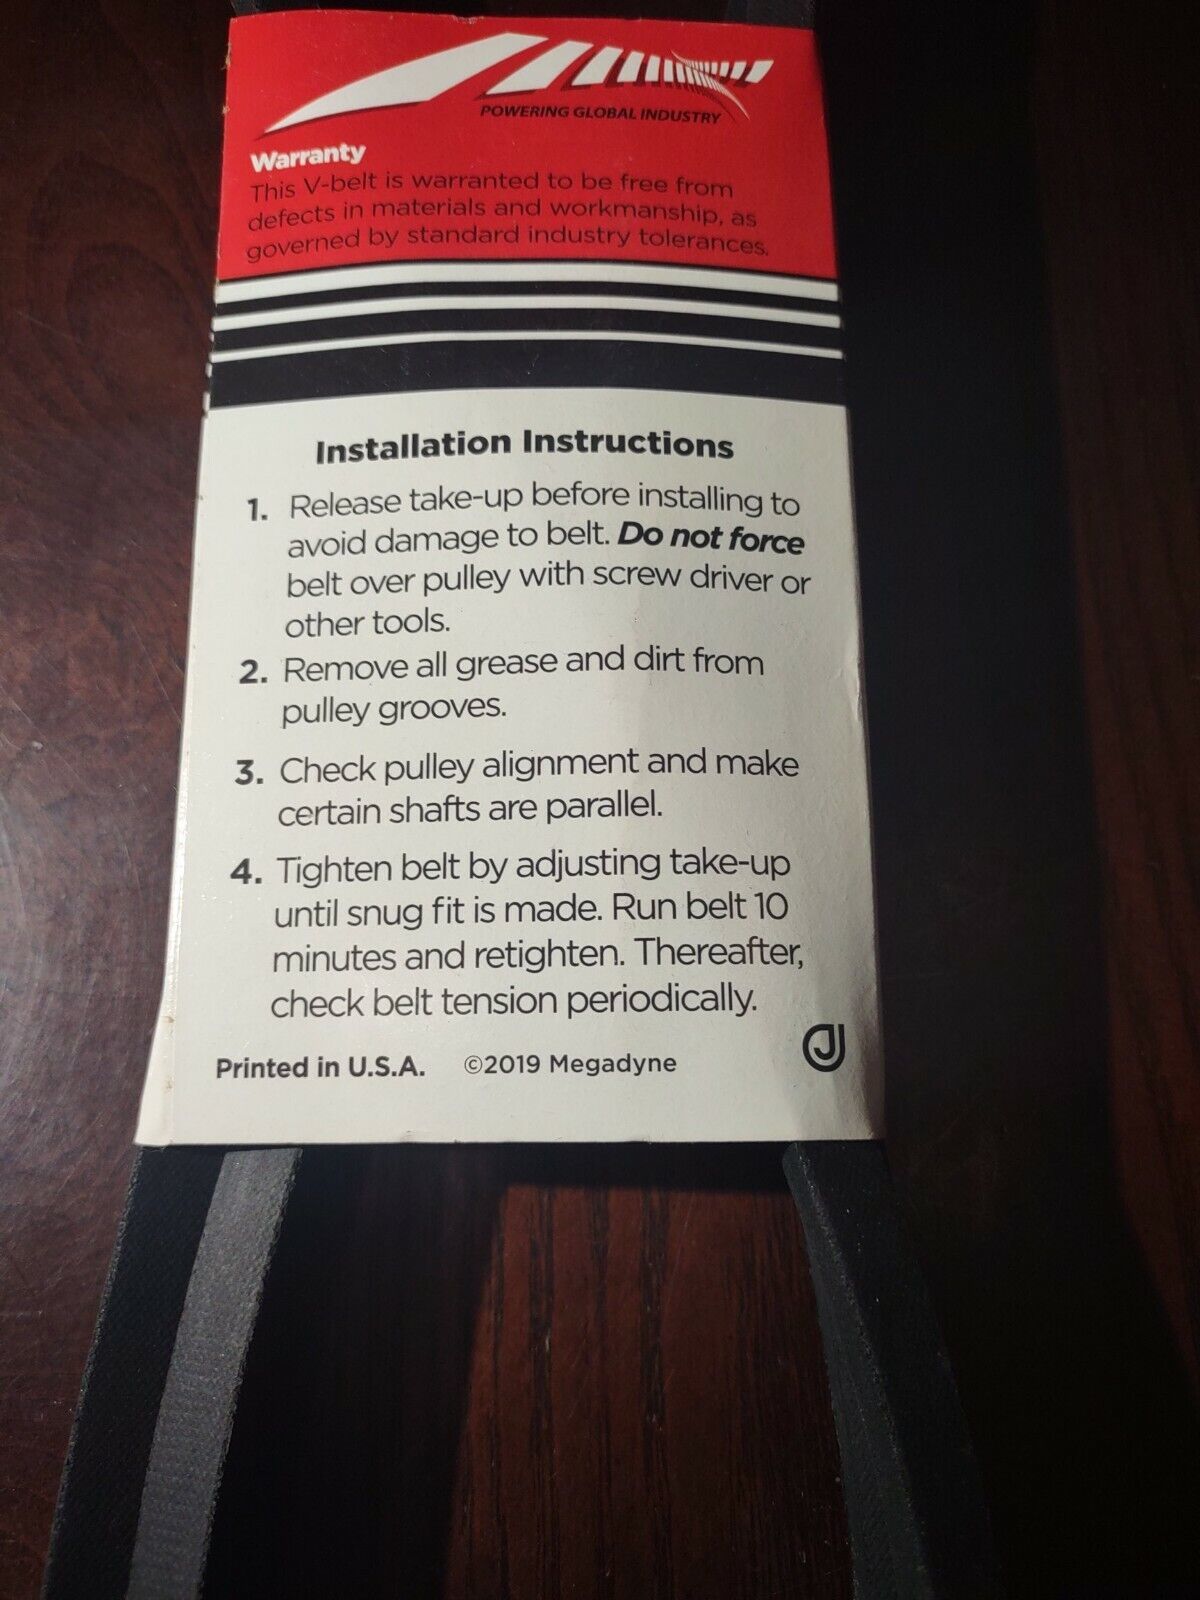 POWERING GLOBAL INDUSTRY
Warranty
This V-belt is warranted to be free from
defects in materials and workmanship, as
governed by standard industry tolerances.
Installation Instructions
1. Release take-up before installing to
avoid damage to belt. Do not force
belt over pulley with screw driver or
other tools.
2. Remove all grease and dirt from
pulley grooves.
3. Check pulley alignment and make
certain shafts are parallel.
4. Tighten belt by adjusting take-up
until snug fit is made. Run belt 10
minutes and retighten. Thereafter,
check belt tension periodically.
Printed in U.S.A. ©2019 Megadyne